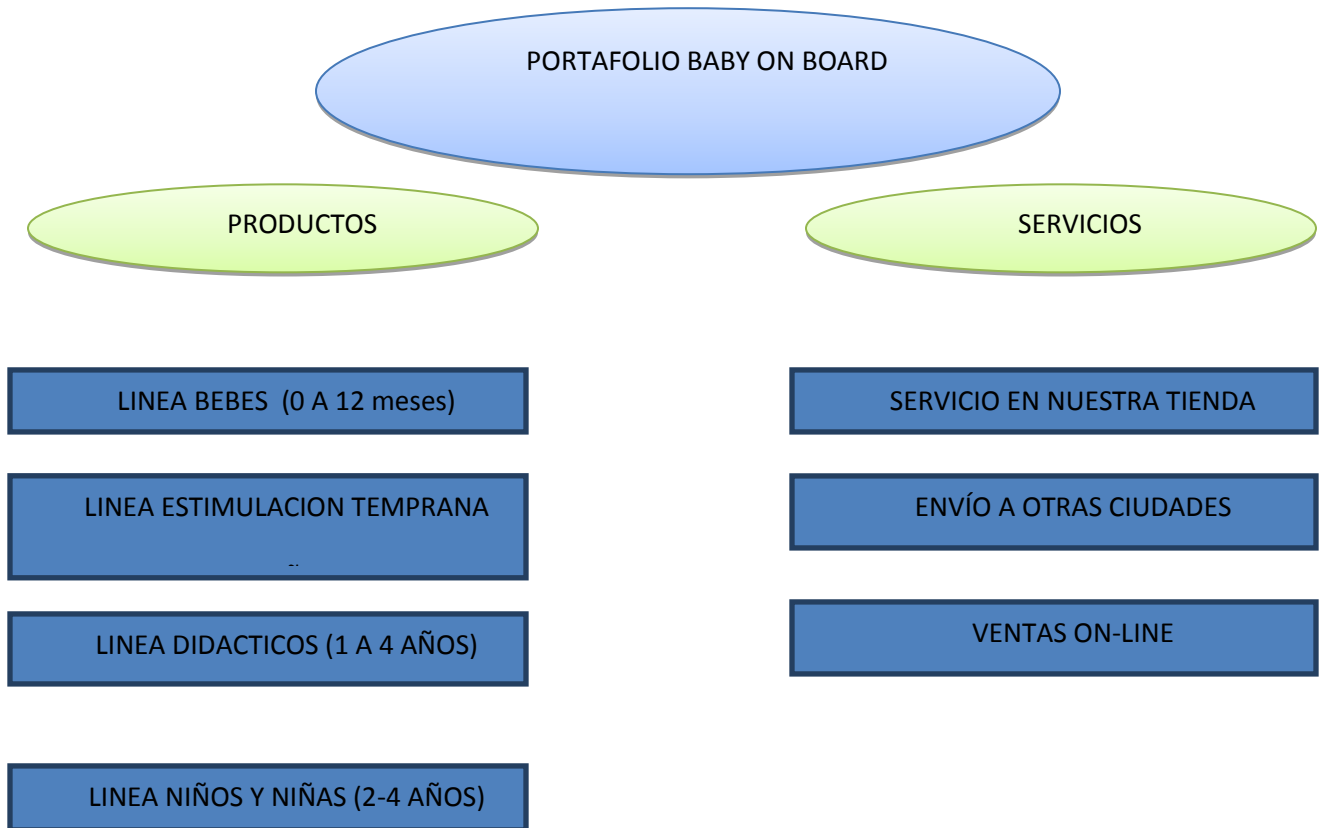 PORTAFOLIO BABY ON BOARD
PRODUCTOS
SERVICIOS
LINEA BEBES  (0 A 12 meses)
SERVICIO EN NUESTRA TIENDA
LINEA ESTIMULACION TEMPRANA
ENVÍO A OTRAS CIUDADES
LINEA DIDACTICOS (1 A 4 AÑOS)
VENTAS ON-LINE
LINEA NIÑOS Y NIÑAS (2-4 AÑOS)